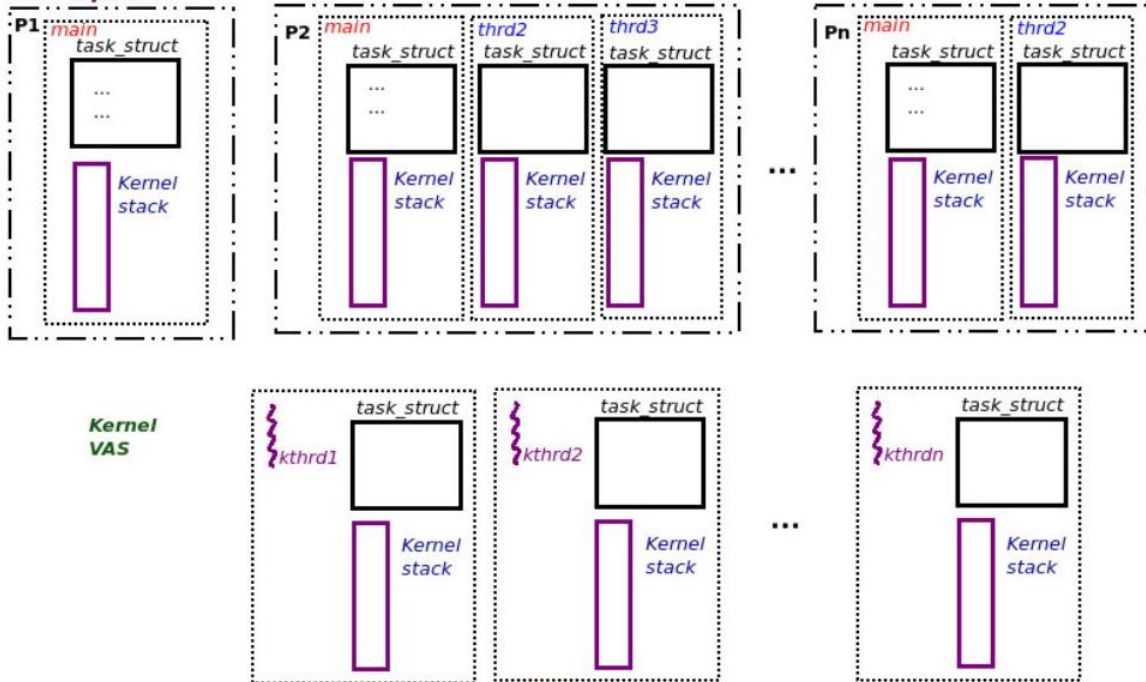 P1 main
task_struct
...
...
Kernel
stack
P2 main
task_struct
...
...
Kernel
stack
thrd2
task_struct
Kernel
stack
thrd3
task_struct
Kernel
stack
...
Pn main
task_struct
...
...
Kernel
stack
thrd2
task_struct
Kernel
stack
Kernel
VAS
kthrd1
task_struct
Kernel
stack
kthrd2
task_struct
Kernel
stack
...
kthrdn
task_struct
Kernel
stack